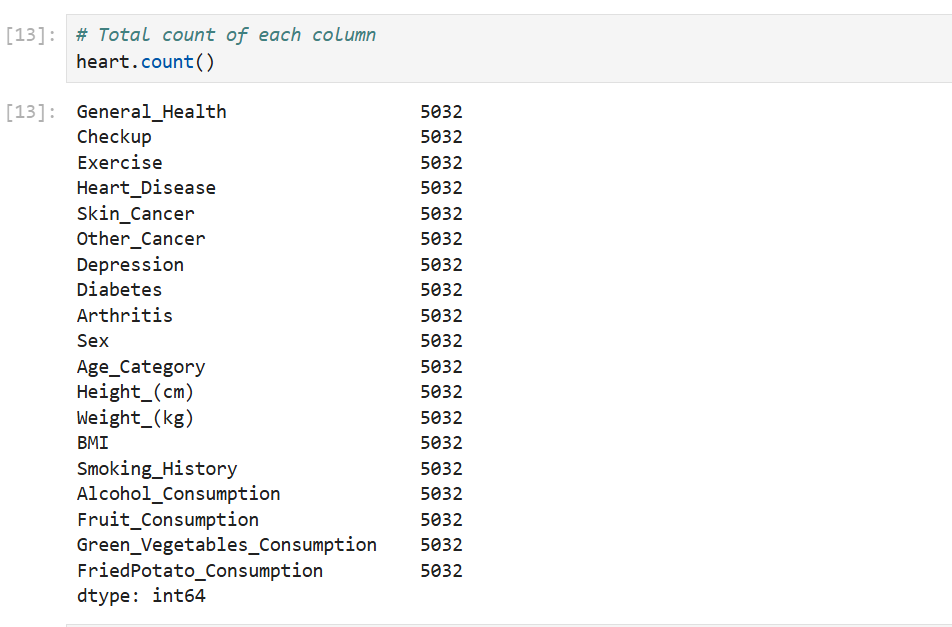 [13]: # Total count of each column
heart.count()
[13]: General_Health 5032
Checkup 5032
Exercise 5032
Heart_Disease 5032
Skin_Cancer 5032
Other_Cancer 5032
Depression 5032
Diabetes 5032
Arthritis 5032
Sex 5032
Age_Category 5032
Height_(cm) 5032
Weight_(kg) 5032
BMI 5032
Smoking_History 5032
Alcohol_Consumption 5032
Fruit_Consumption 5032
Green_Vegetables_Consumption 5032
FriedPotato_Consumption 5032
dtype: int64